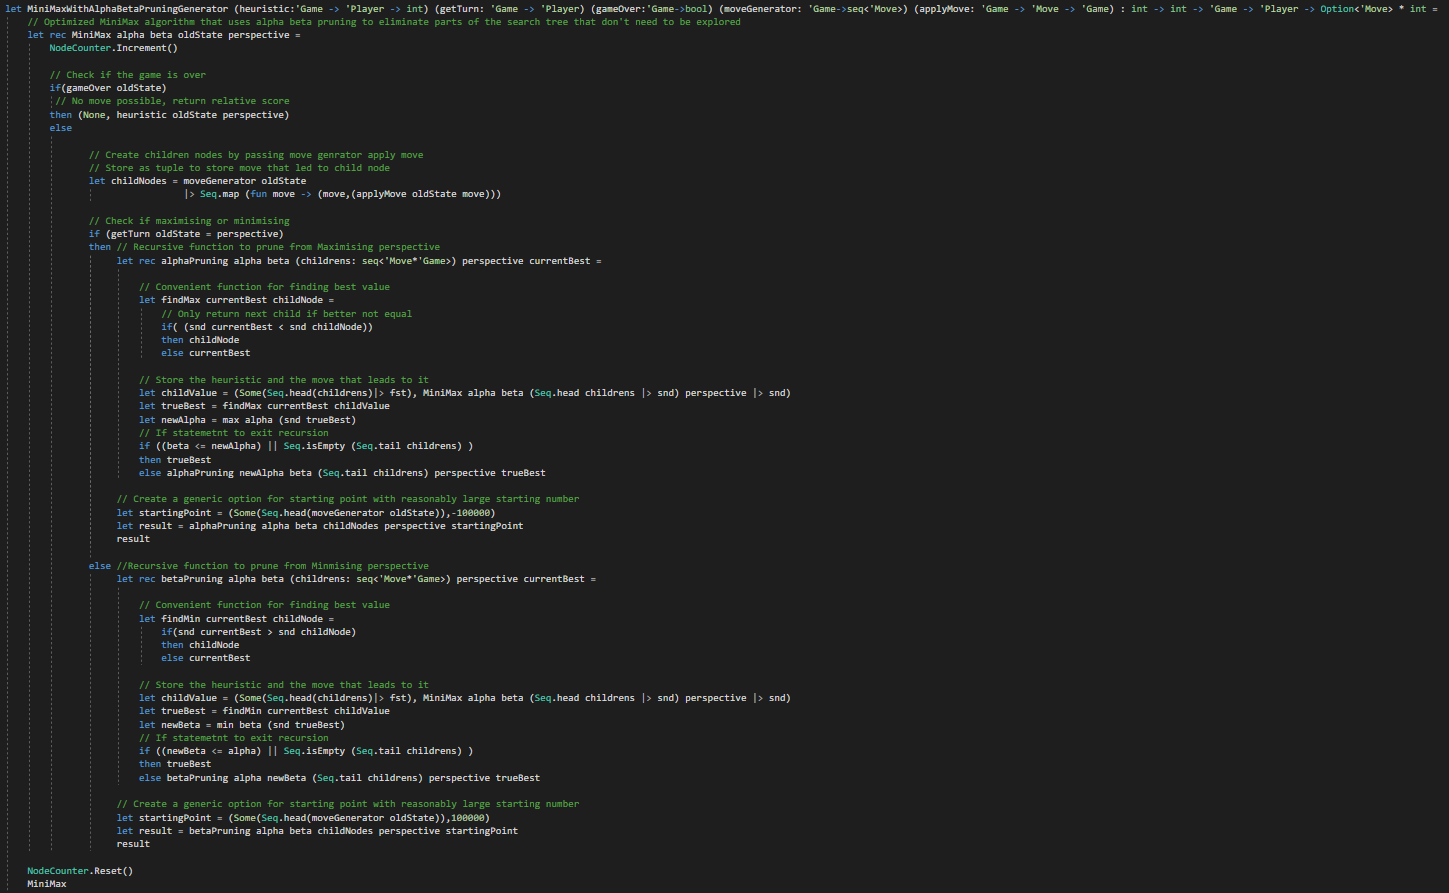 let MiniMaxWithAlphaBetaPruningGenerator (heuristic:'Game -> 'Player -> int) (getTurn: 'Game -> 'Player) (gameOver:'Game->bool) (moveGenerator: 'Game->seq<'Move>) (applyMove: 'Game -> 'Move -> 'Game) : int -> int -> 'Game -> 'Player -> Option<'Move> * int =
// Optimized MiniMax algorithm that uses alpha beta pruning to eliminate parts of the search tree that don't need to be explored
let rec MiniMax alpha beta oldState perspective =
NodeCounter.Increment()
// Check if the game is over
if(gameOver oldState)
// No move possible, return relative score
then (None, heuristic oldState perspective)
else
// Create children nodes by passing move genrator apply move
// Store as tuple to store move that led to child node
let childNodes = moveGenerator oldState
|> Seq.map (fun move -> (move,(applyMove oldState move)))
// Check if maximising or minimising
if (getTurn oldState = perspective)
then // Recursive function to prune from Maximising perspective
let rec alphaPruning alpha beta (childrens: seq<'Move*'Game>) perspective currentBest =
// Convenient function for finding best value
let findMax currentBest childNode =
// Only return next child if better not equal
if( (snd currentBest < snd childNode))
then childNode
else currentBest
// Store the heuristic and the move that leads to it
let childValue = (Some(Seq.head(childrens)|> fst), MiniMax alpha beta (Seq.head childrens |> snd) perspective |> snd)
let trueBest = findMax currentBest childValue
let newAlpha = max alpha (snd trueBest)
// If statemetnt to exit recursion
if ((beta <= newAlpha) || Seq.isEmpty (Seq.tail childrens) )
then trueBest
else alphaPruning newAlpha beta (Seq.tail childrens) perspective trueBest
// Create a generic option for starting point with reasonably large starting number
let startingPoint = (Some(Seq.head(moveGenerator oldState)),-100000)
let result = alphaPruning alpha beta childNodes perspective startingPoint
result
else //Recursive function to prune from Minmising perspective
let rec betaPruning alpha beta (childrens: seq<'Move*'Game>) perspective currentBest =
// Convenient function for finding best value
let findMin currentBest childNode =
if(snd currentBest > snd childNode)
then childNode
else currentBest
// Store the heuristic and the move that leads to it
let childValue = (Some(Seq.head(childrens)|> fst), MiniMax alpha beta (Seq.head childrens |> snd) perspective |> snd)
let trueBest = findMin currentBest childValue
let newBeta = min beta (snd trueBest)
// If statemetnt to exit recursion
if ((newBeta <= alpha) || Seq.isEmpty (Seq.tail childrens) )
then trueBest
else betaPruning alpha newBeta (Seq.tail childrens) perspective trueBest
// Create a generic option for starting point with reasonably large starting number
let startingPoint = (Some(Seq.head(moveGenerator oldState)),100000)
let result = betaPruning alpha beta childNodes perspective startingPoint
result
NodeCounter.Reset()
MiniMax